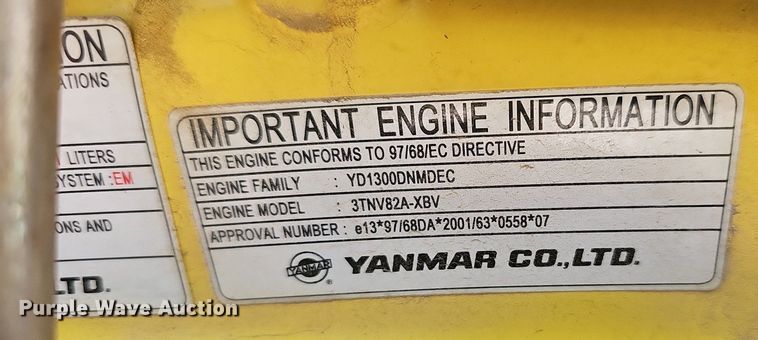 ON
ATIONS
LITERS
YSTEM : EM
ONS AND
LTD.
IMPORTANT ENGINE INFORMATION
THIS ENGINE CONFORMS TO 97/68/EC DIRECTIVE
ENGINE FAMILY : YD1300DNMDEC
ENGINE MODEL : 3TNV82A-XBV
APPROVAL NUMBER : e13*97/68DA*2001/63*0558*07
YANMAR
® YANMAR CO.,LTD.
Purple Wave Auction